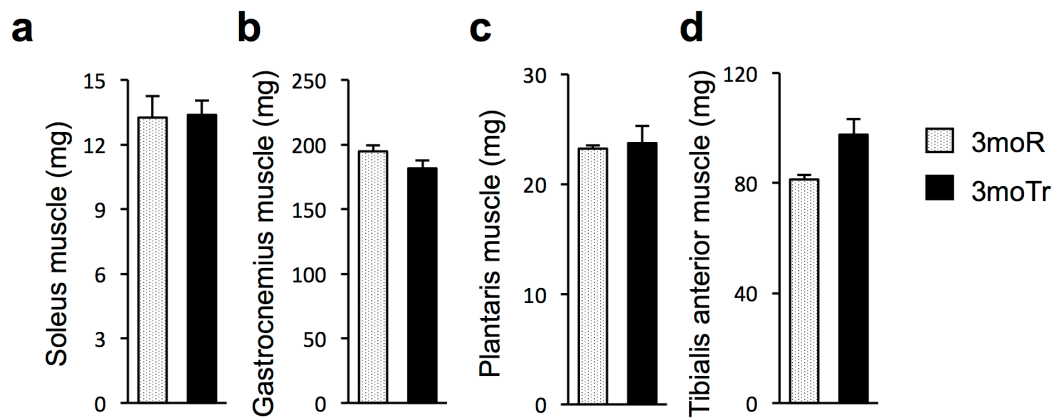 a
Soleus muscle (mg)
15
12
9
6
3
0
b
Gastrocnemius muscle (mg)
250
200
150
100
50
0
c
Plantaris muscle (mg)
30
20
10
0
d
Tibialis anterior muscle (mg)
120
80
40
0
3moR
3moTr